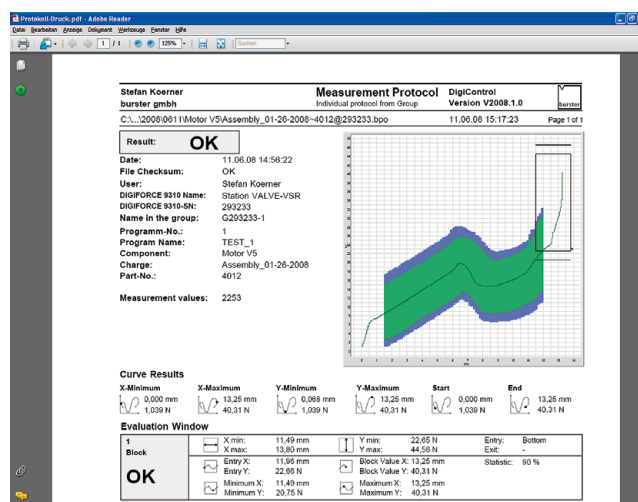 Protokoll-Druck.pdf - Adobe Reader
Datei Bearbeiten Anzeige Dokument Werkzeuge Fenster Hilfe
1 / 1 125% Suchen
Stefan Koerner Measurement Protocol DigiControl
burster gmbh Individual protocol from Group Version V2008.1.0 burster
C:\...\2008\0611\Motor V5\Assembly_01-26-2008~4012@293233.bpo 11.06.08 15:17:23 Page 1 of 1
Result: OK
Date: 11.06.08 14:56:22
File Checksum: OK
User: Stefan Koerner
DIGIFORCE 9310 Name: Station VALVE-VSR
DIGIFORCE 9310-SN: 293233
Name in the group: G293233-1
Programm-No.: 1
Program Name: TEST_1
Component: Motor V5
Charge: Assembly_01-26-2008
Part-No.: 4012
Measurement values: 2253
Curve Results
X-Minimum X-Maximum Y-Minimum Y-Maximum Start End
0,000 mm 13,25 mm 0,068 mm 13,25 mm 0,000 mm 13,25 mm
1,039 N 40,31 N 1,039 N 40,31 N 1,039 N 40,31 N
Evaluation Window
1
Block
OK
X min: 11,49 mm Y min: 22,65 N Entry: Bottom
X max: 13,80 mm Y max: 44,56 N Exit: -
Entry X: 11,96 mm Block Value X: 13,25 mm Statistic: 90 %
Entry Y: 22,66 N Block Value Y: 40,31 N
Minimum X: 11,49 mm Maximum X: 13,25 mm
Minimum Y: 20,75 N Maximum Y: 40,31 N